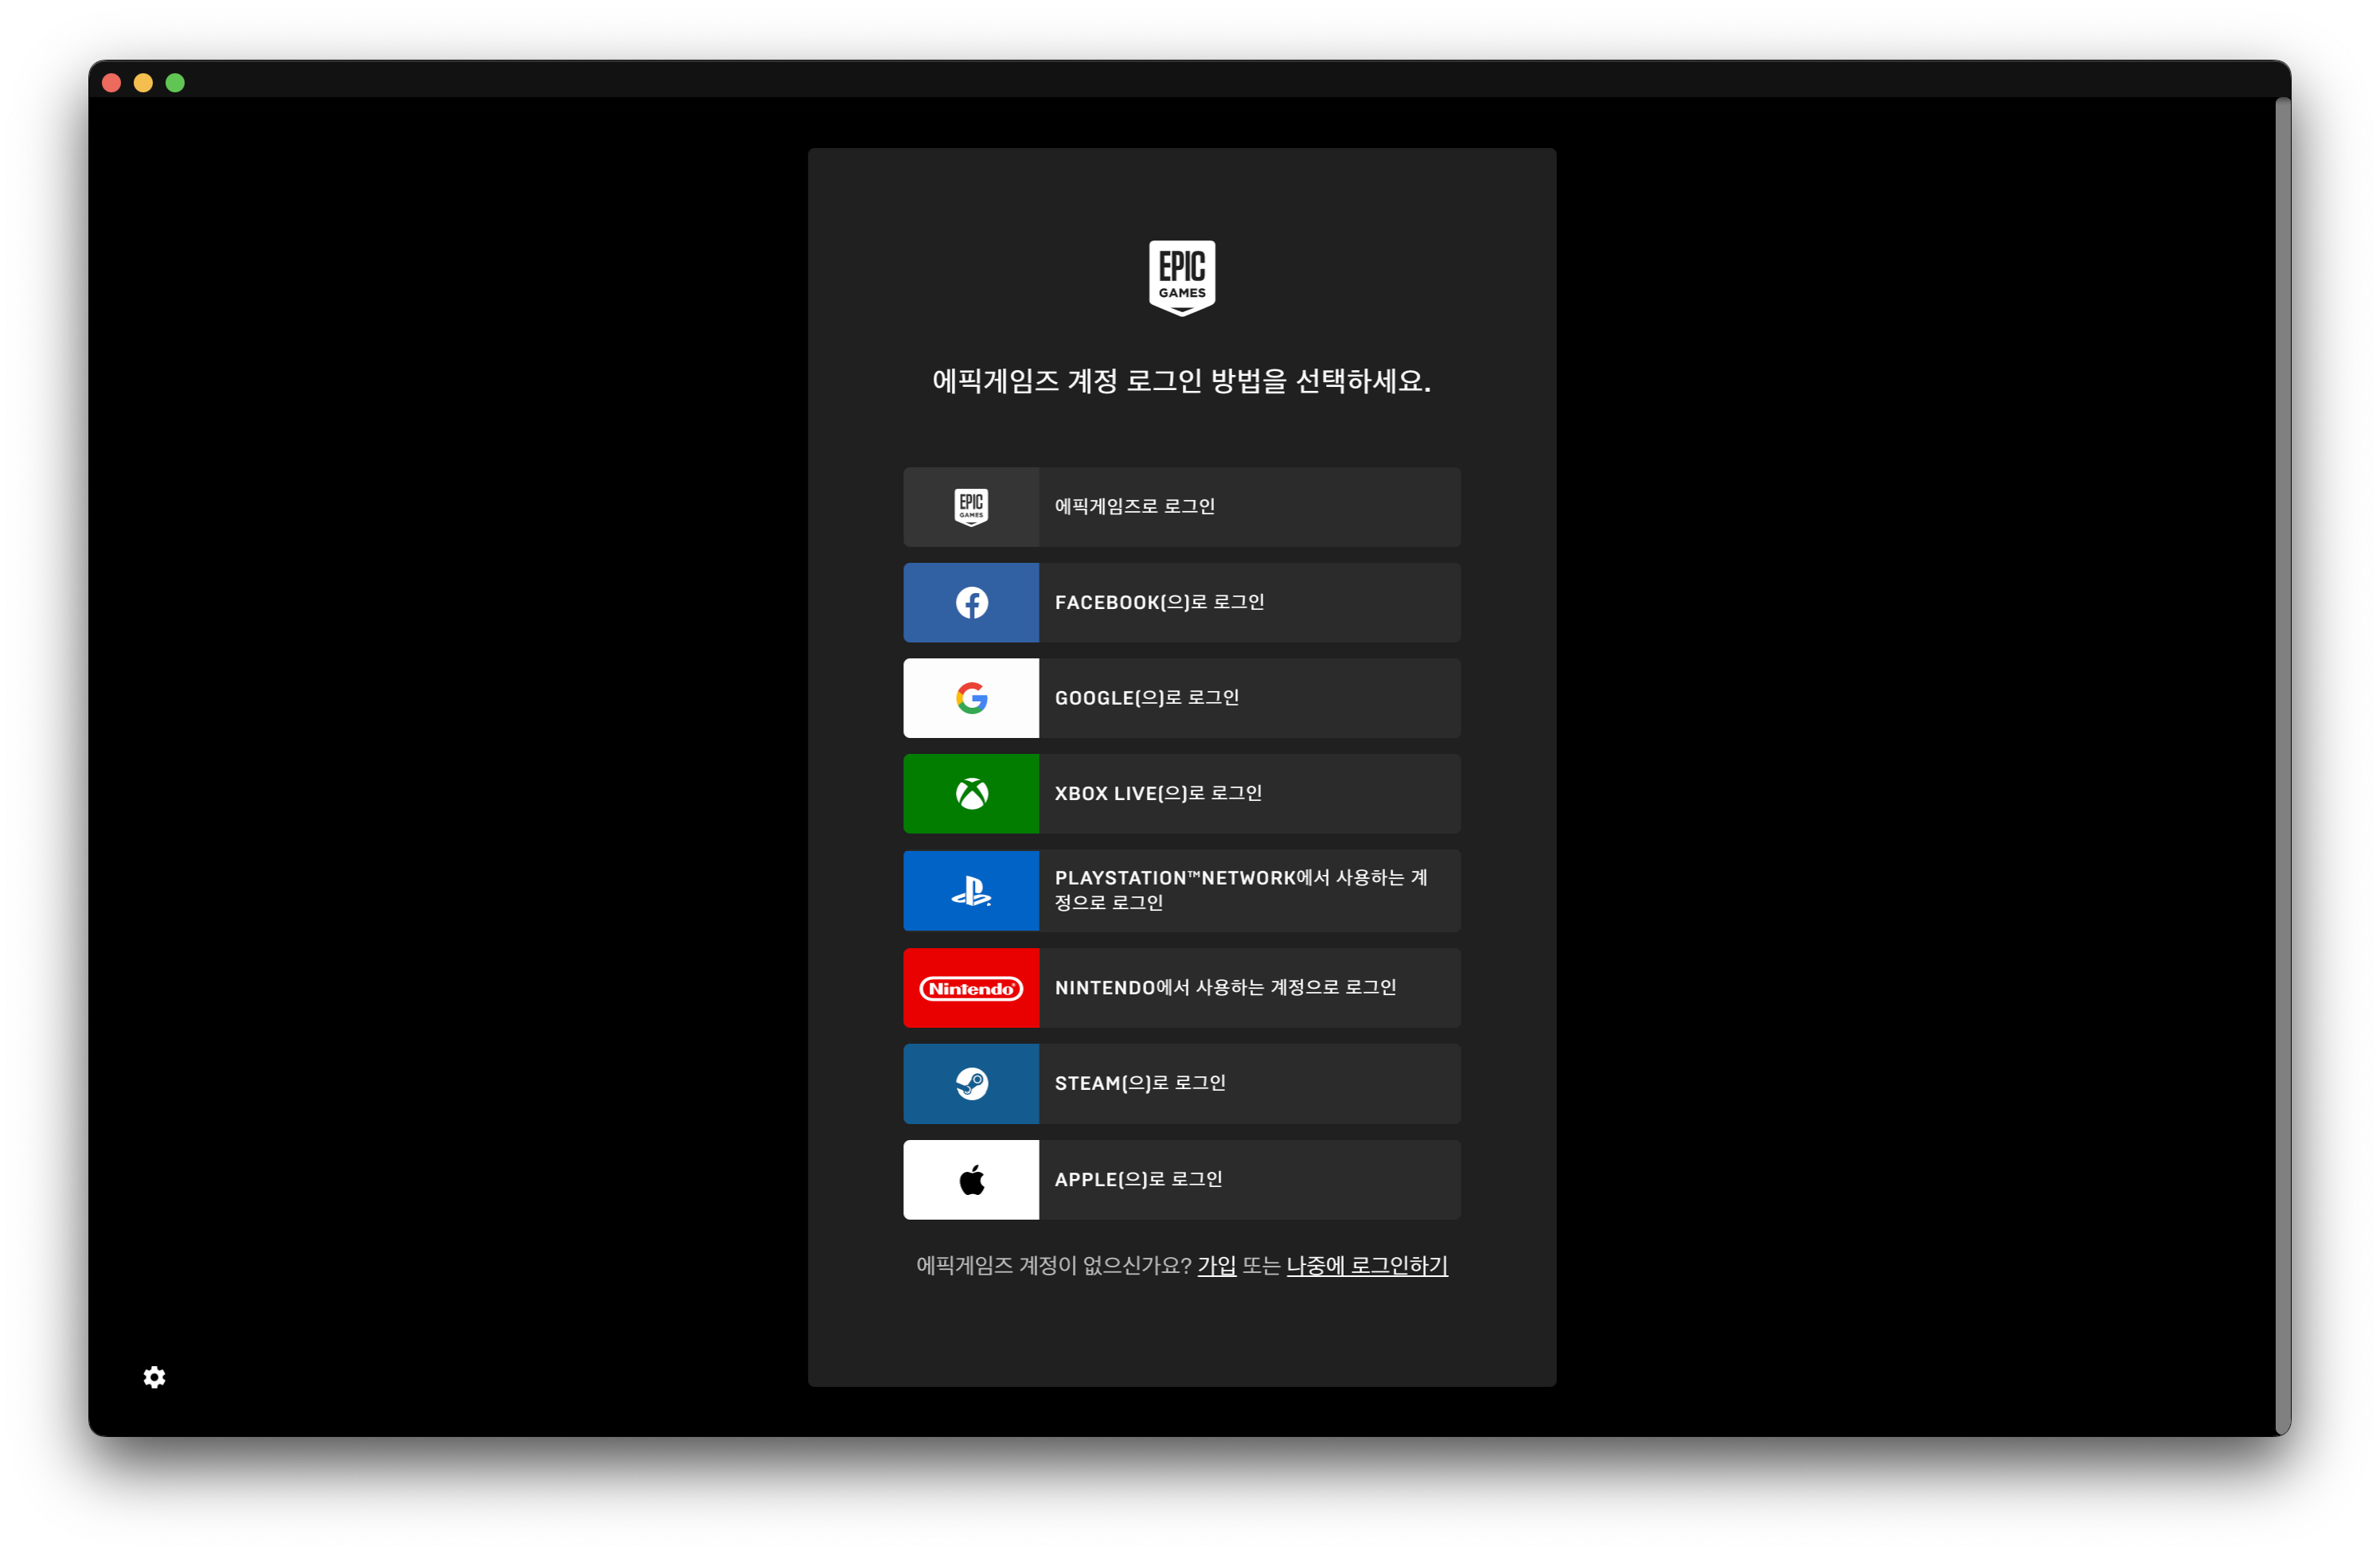 EPIC
GAMES
에픽게임즈 계정 로그인 방법을 선택하세요.
EPIC
GAMES
에픽게임즈로 로그인
FACEBOOK(으)로 로그인
GOOGLE(으)로 로그인
XBOX LIVE(으)로 로그인
PLAYSTATION™NETWORK에서 사용하는 계
정으로 로그인
Nintendo
NINTENDO에서 사용하는 계정으로 로그인
STEAM(으)로 로그인
APPLE(으)로 로그인
에픽게임즈 계정이 없으신가요? 가입 또는 나중에 로그인하기